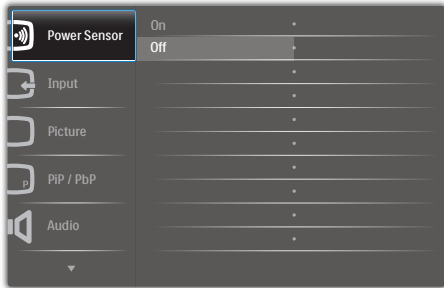 Power Sensor
On
Off
Input
Picture
P
PiP / PbP
Audio